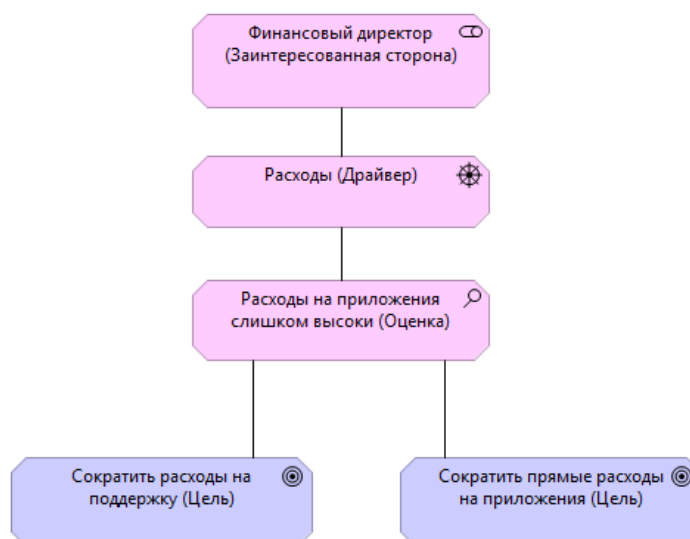 Финансовый директор
(Заинтересованная сторона)
Расходы (Драйвер)
Расходы на приложения
слишком высоки (Оценка)
Сократить расходы на
поддержку (Цель)
Сократить прямые расходы
на приложения (Цель)